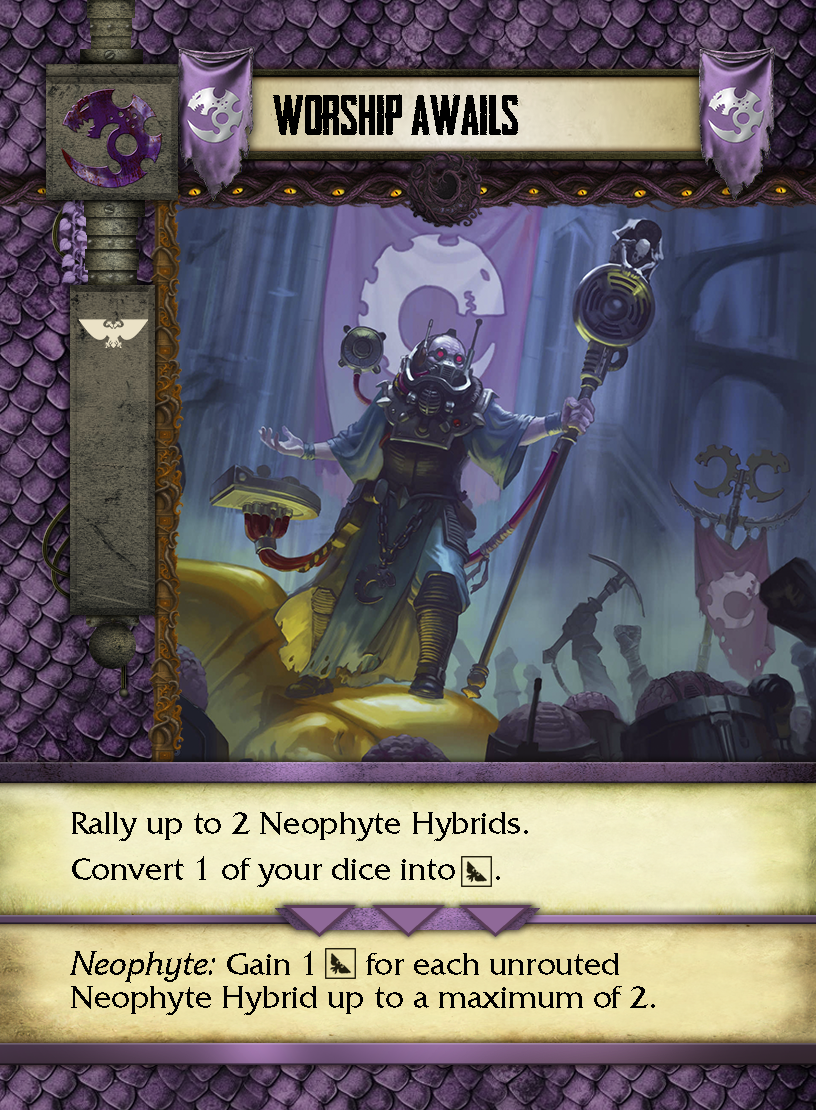 WORSHIP AWAILS
Rally up to 2 Neophyte Hybrids.
Convert 1 of your dice into .
Neophyte: Gain 1 for each unrouted
Neophyte Hybrid up to a maximum of 2.